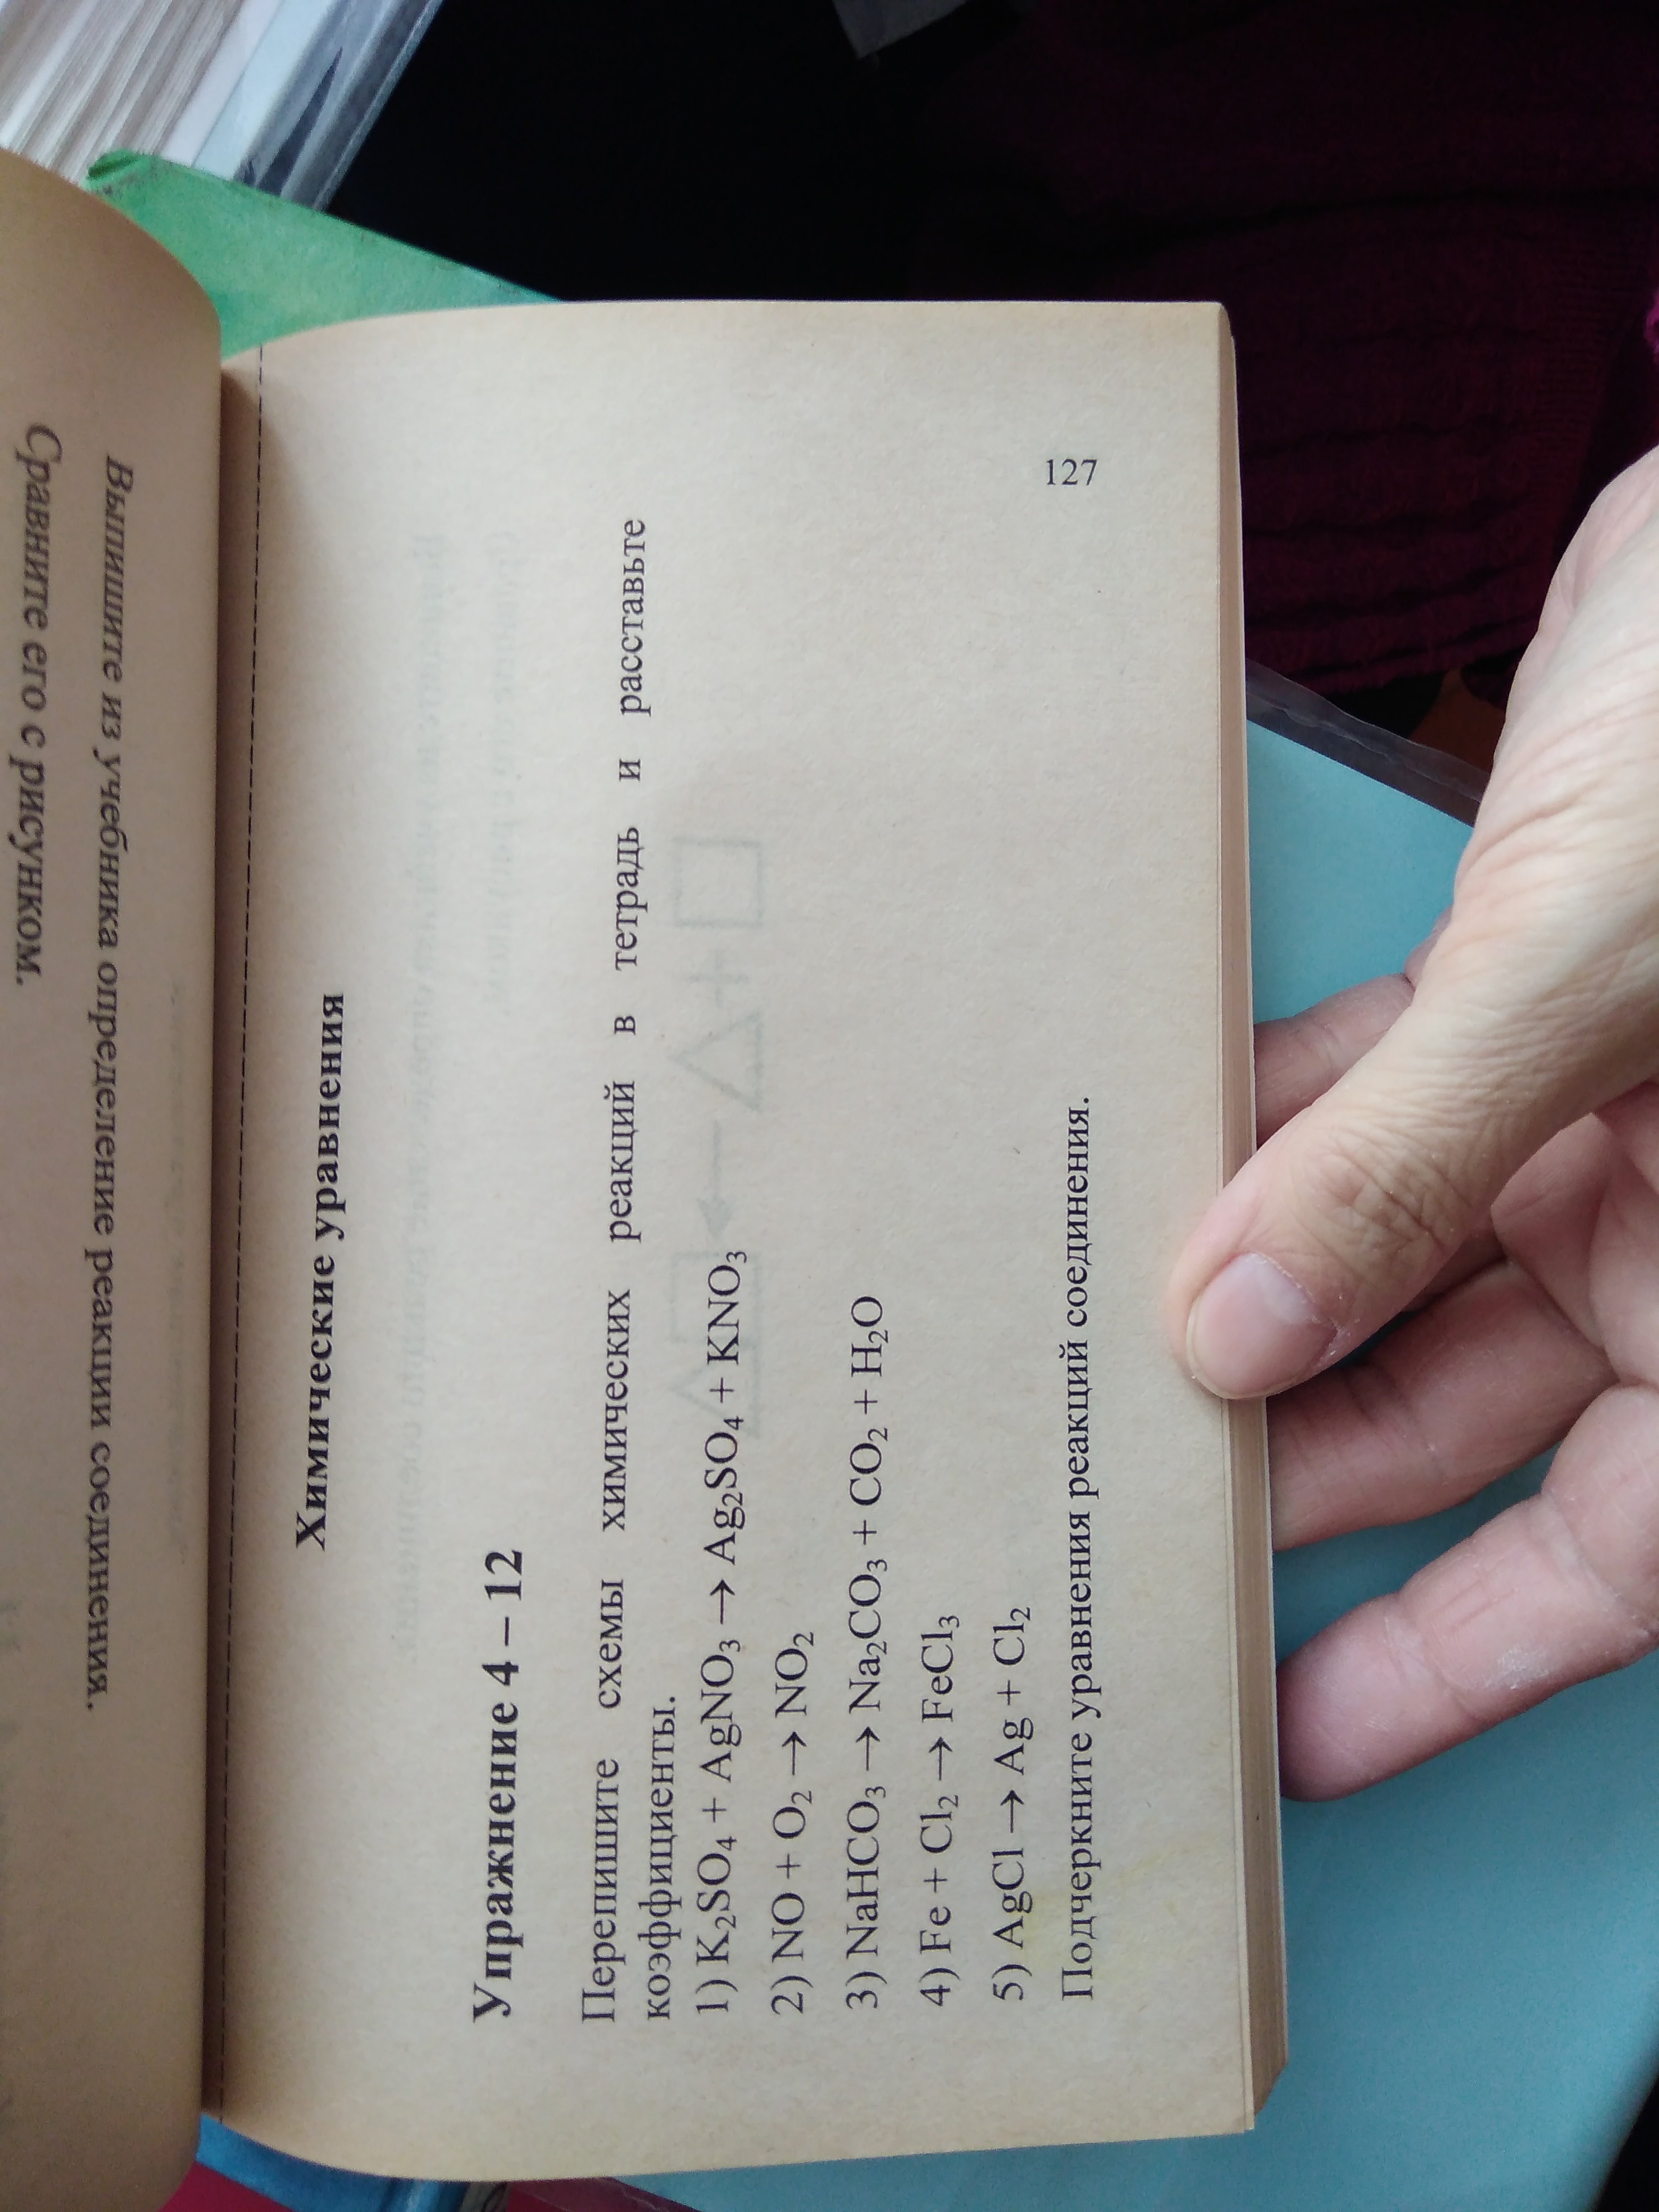 Выпишите из учебника определение реакции соединения.
Сравните его с рисунком.
Химические уравнения
Упражнение 4 – 12
Перепишите схемы химических реакций в тетрадь и расставьте
коэффициенты.
1) K₂SO₄ + AgNO₃ → Ag₂SO₄ + KNO₃
2) NO + O₂ → NO₂
3) NaHCO₃ → Na₂CO₃ + CO₂ + H₂O
4) Fe + Cl₂ → FeCl₃
5) AgCl → Ag + Cl₂
Подчеркните уравнения реакций соединения.
127